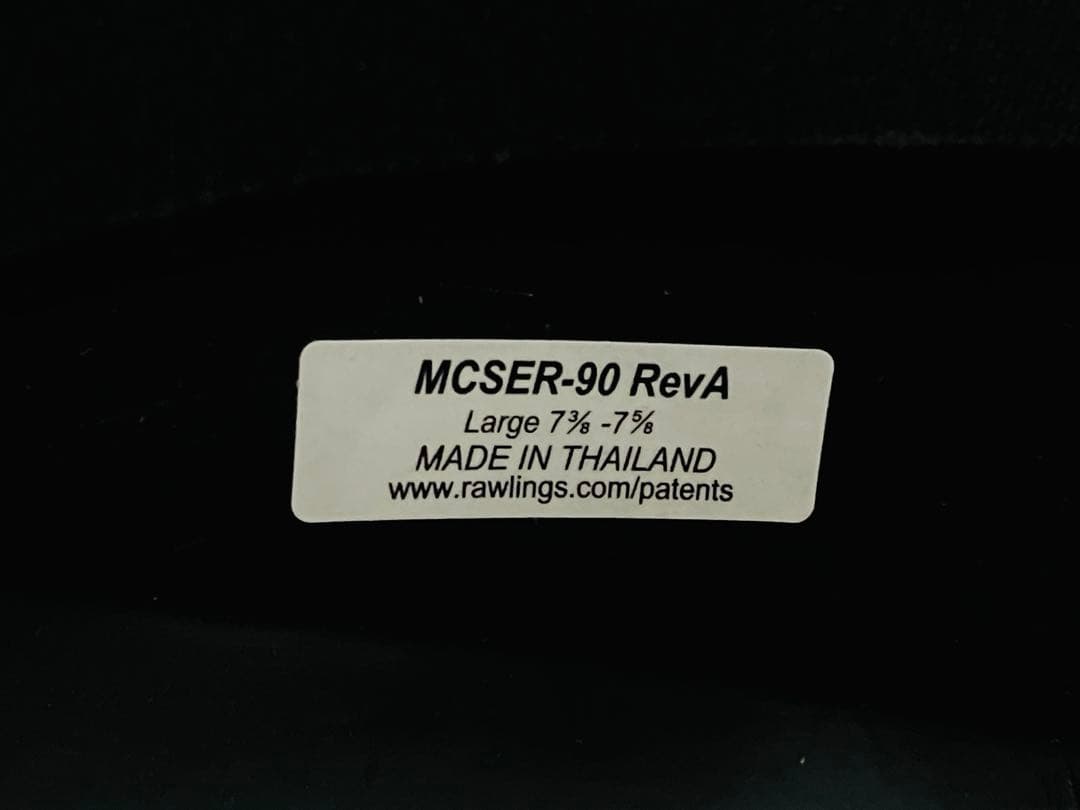 MCSER-90 RevA
Large 7⅜ -7⅝
MADE IN THAILAND
www.rawlings.com/patents